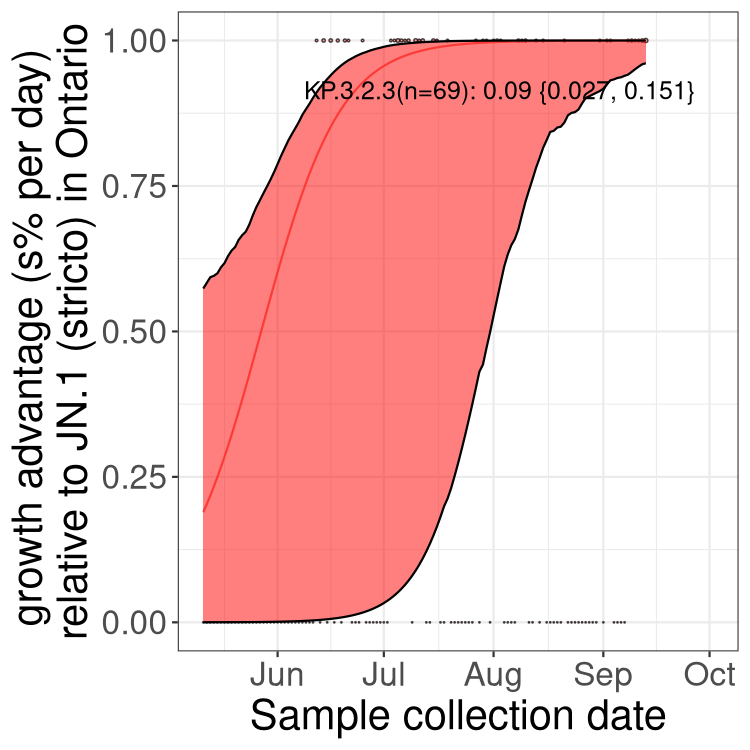 growth advantage (s% per day)
relative to JN.1 (stricto) in Ontario
1.00
0.75
0.50
0.25
0.00
KP.3.2.3(n=69): 0.09 {0.027, 0.151}
Jun Jul Aug Sep Oct
Sample collection date